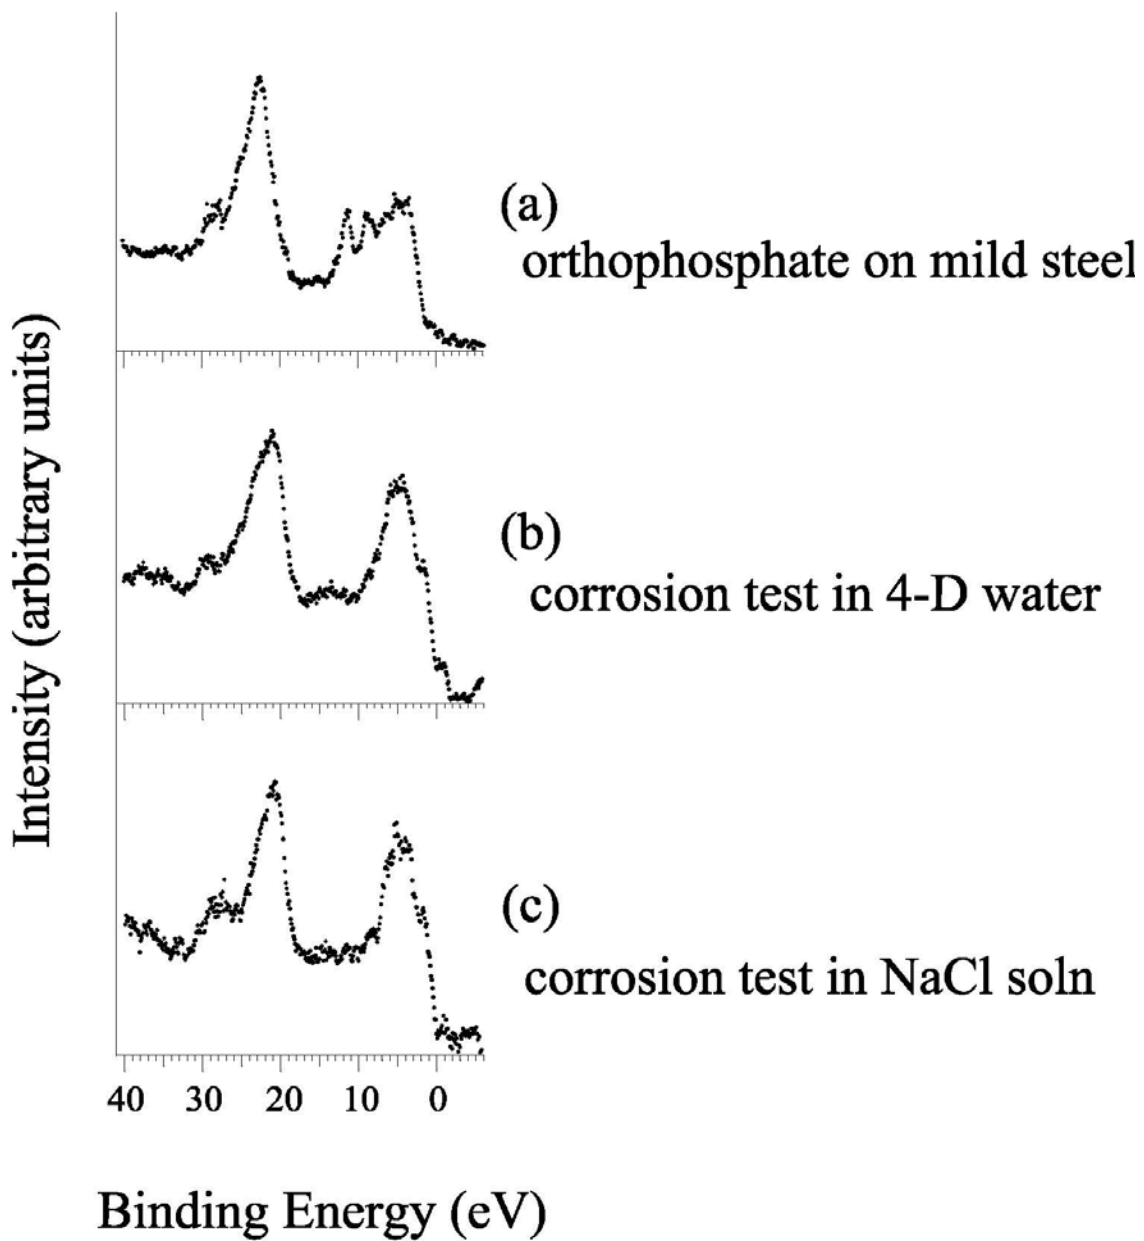 (a)
orthophosphate on mild steel
(b)
corrosion test in 4-D water
(c)
corrosion test in NaCl soln
Intensity (arbitrary units)
40 30 20 10 0
Binding Energy (eV)